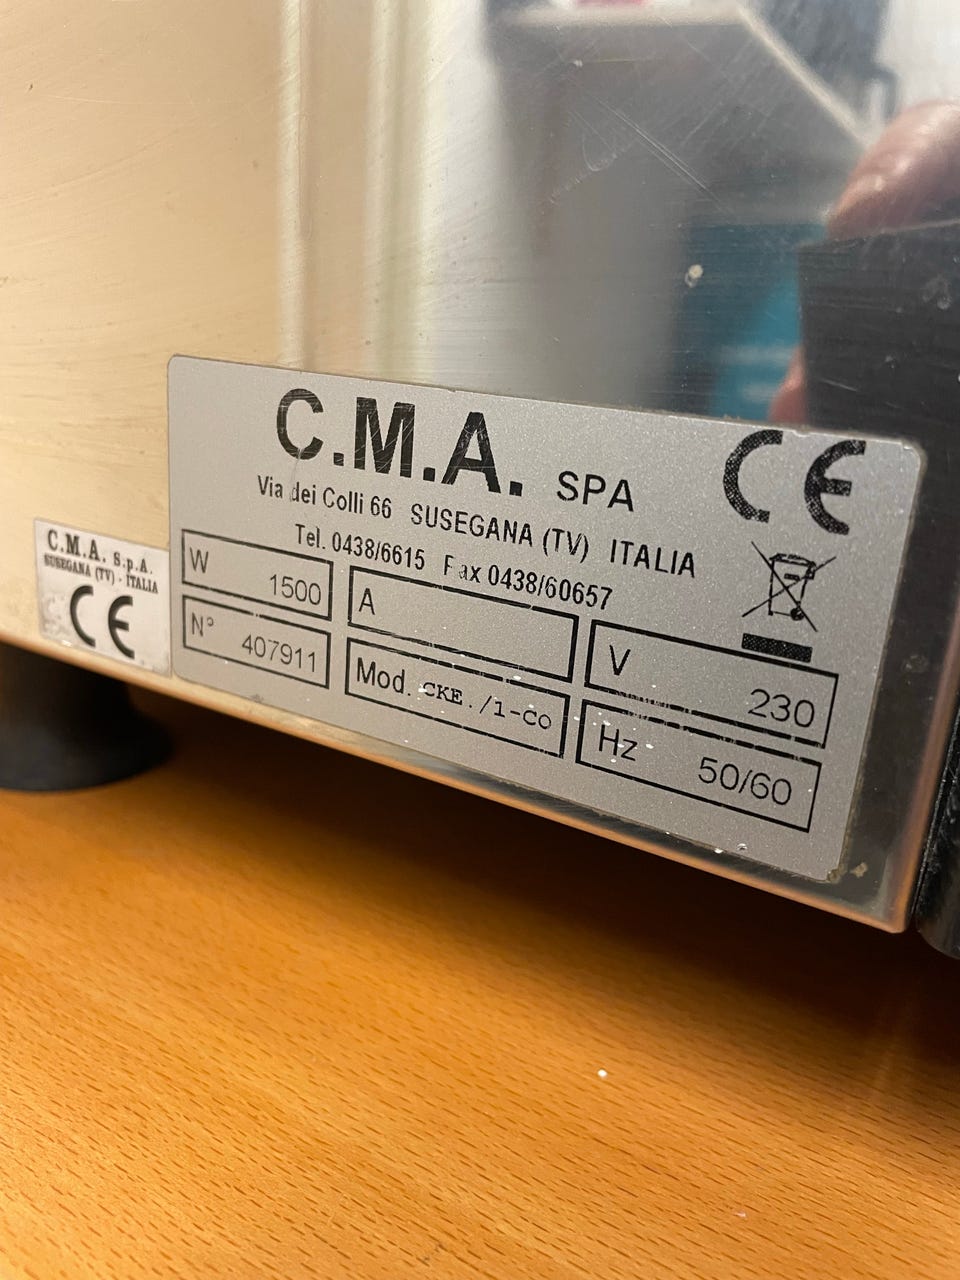 C.M.A. SPA
Via dei Colli 66 SUSEGANA (TV) ITALIA
Tel. 0438/6615 Fax 0438/60657
CE
W 1500
A
V 230
N° 407911
Mod. CKE./1-CO
Hz 50/60
C.M.A. S.p.A.
SUSEGANA (TV) - ITALIA
CE